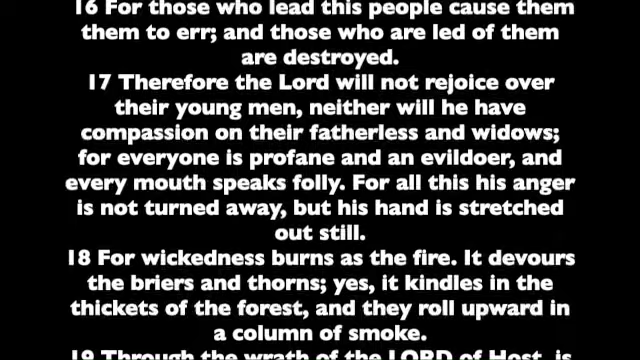 16 For those who lead this people cause them
them to err; and those who are led of them
are destroyed.
17 Therefore the Lord will not rejoice over
their young men, neither will he have
compassion on their fatherless and widows;
for everyone is profane and an evildoer, and
every mouth speaks folly. For all this his anger
is not turned away, but his hand is stretched
out still.
18 For wickedness burns as the fire. It devours
the briers and thorns; yes, it kindles in the
thickets of the forest, and they roll upward in
a column of smoke.
19 Through the wrath of the LORD of Host, is